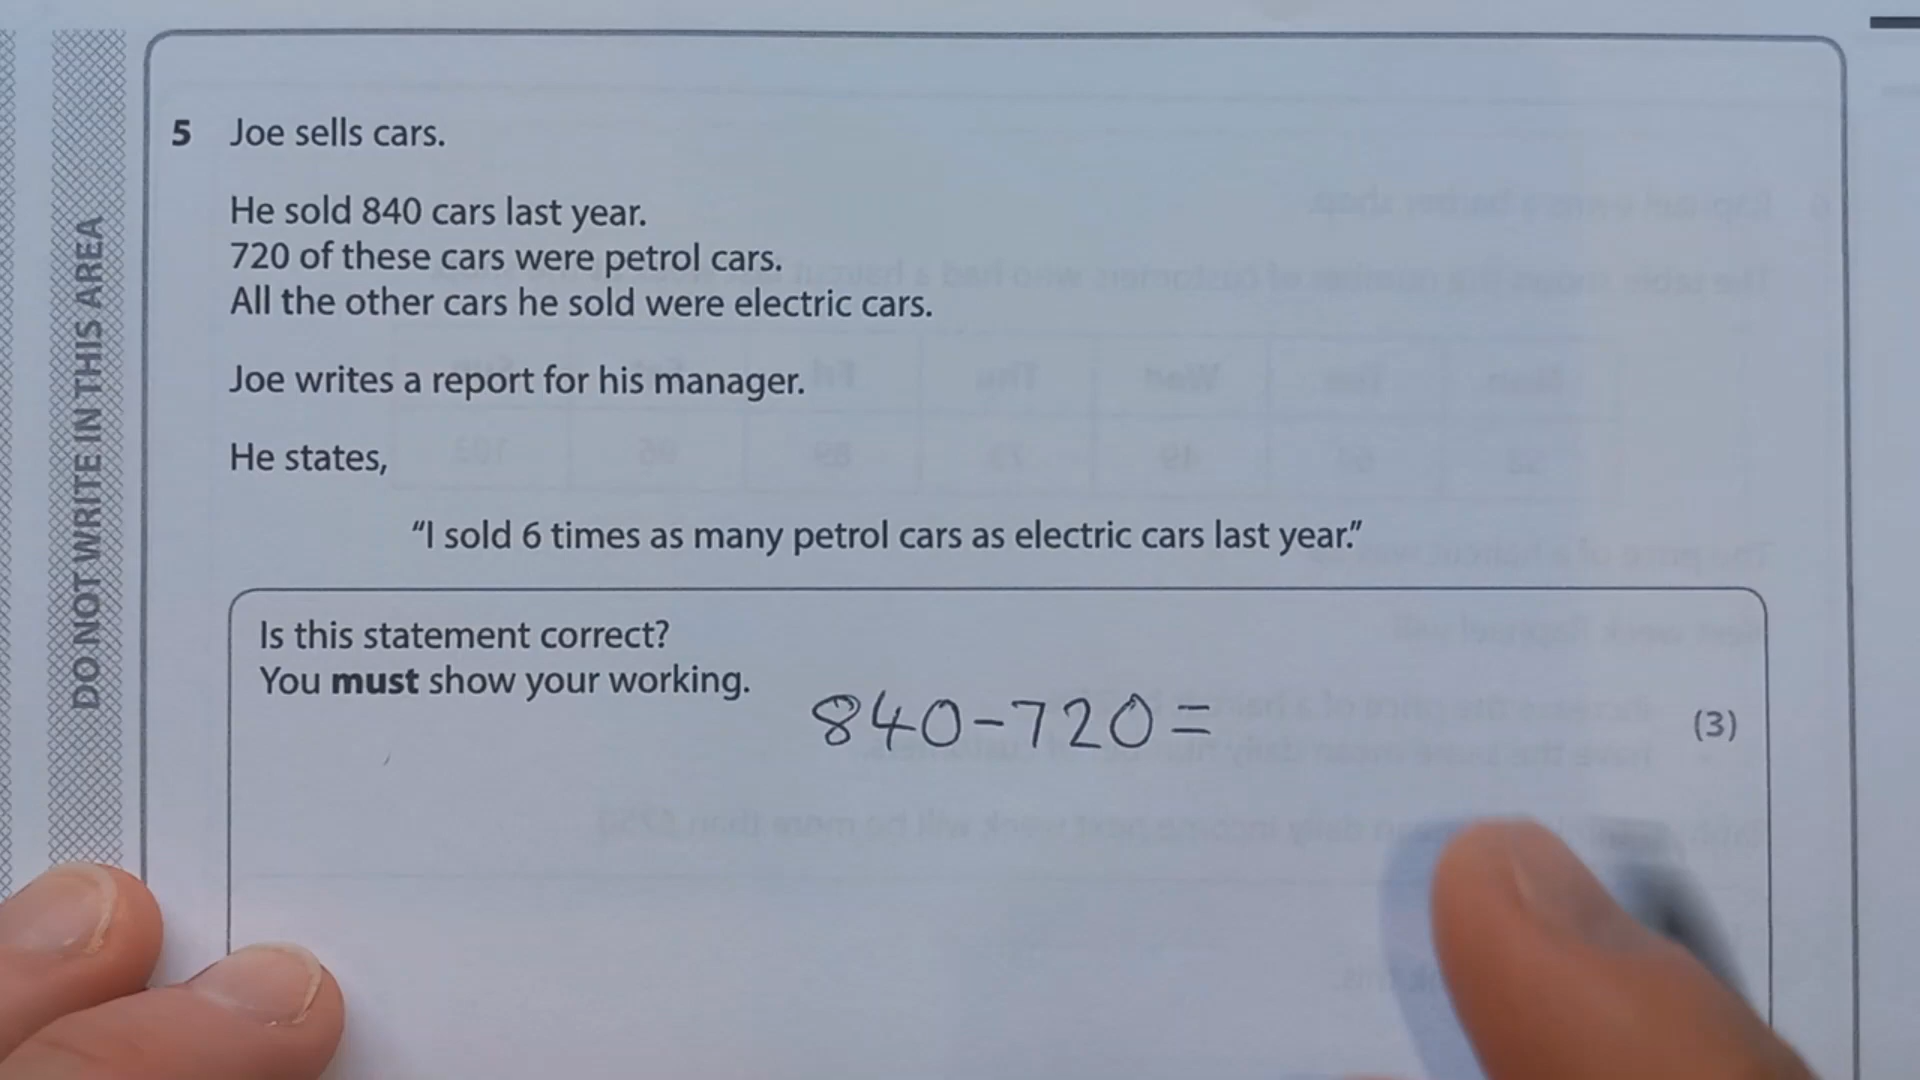 DO NOT WRITE IN THIS AREA
5 Joe sells cars.
He sold 840 cars last year.
720 of these cars were petrol cars.
All the other cars he sold were electric cars.
Joe writes a report for his manager.
He states,
“I sold 6 times as many petrol cars as electric cars last year.”
Is this statement correct?
You must show your working.
840-720=
(3)